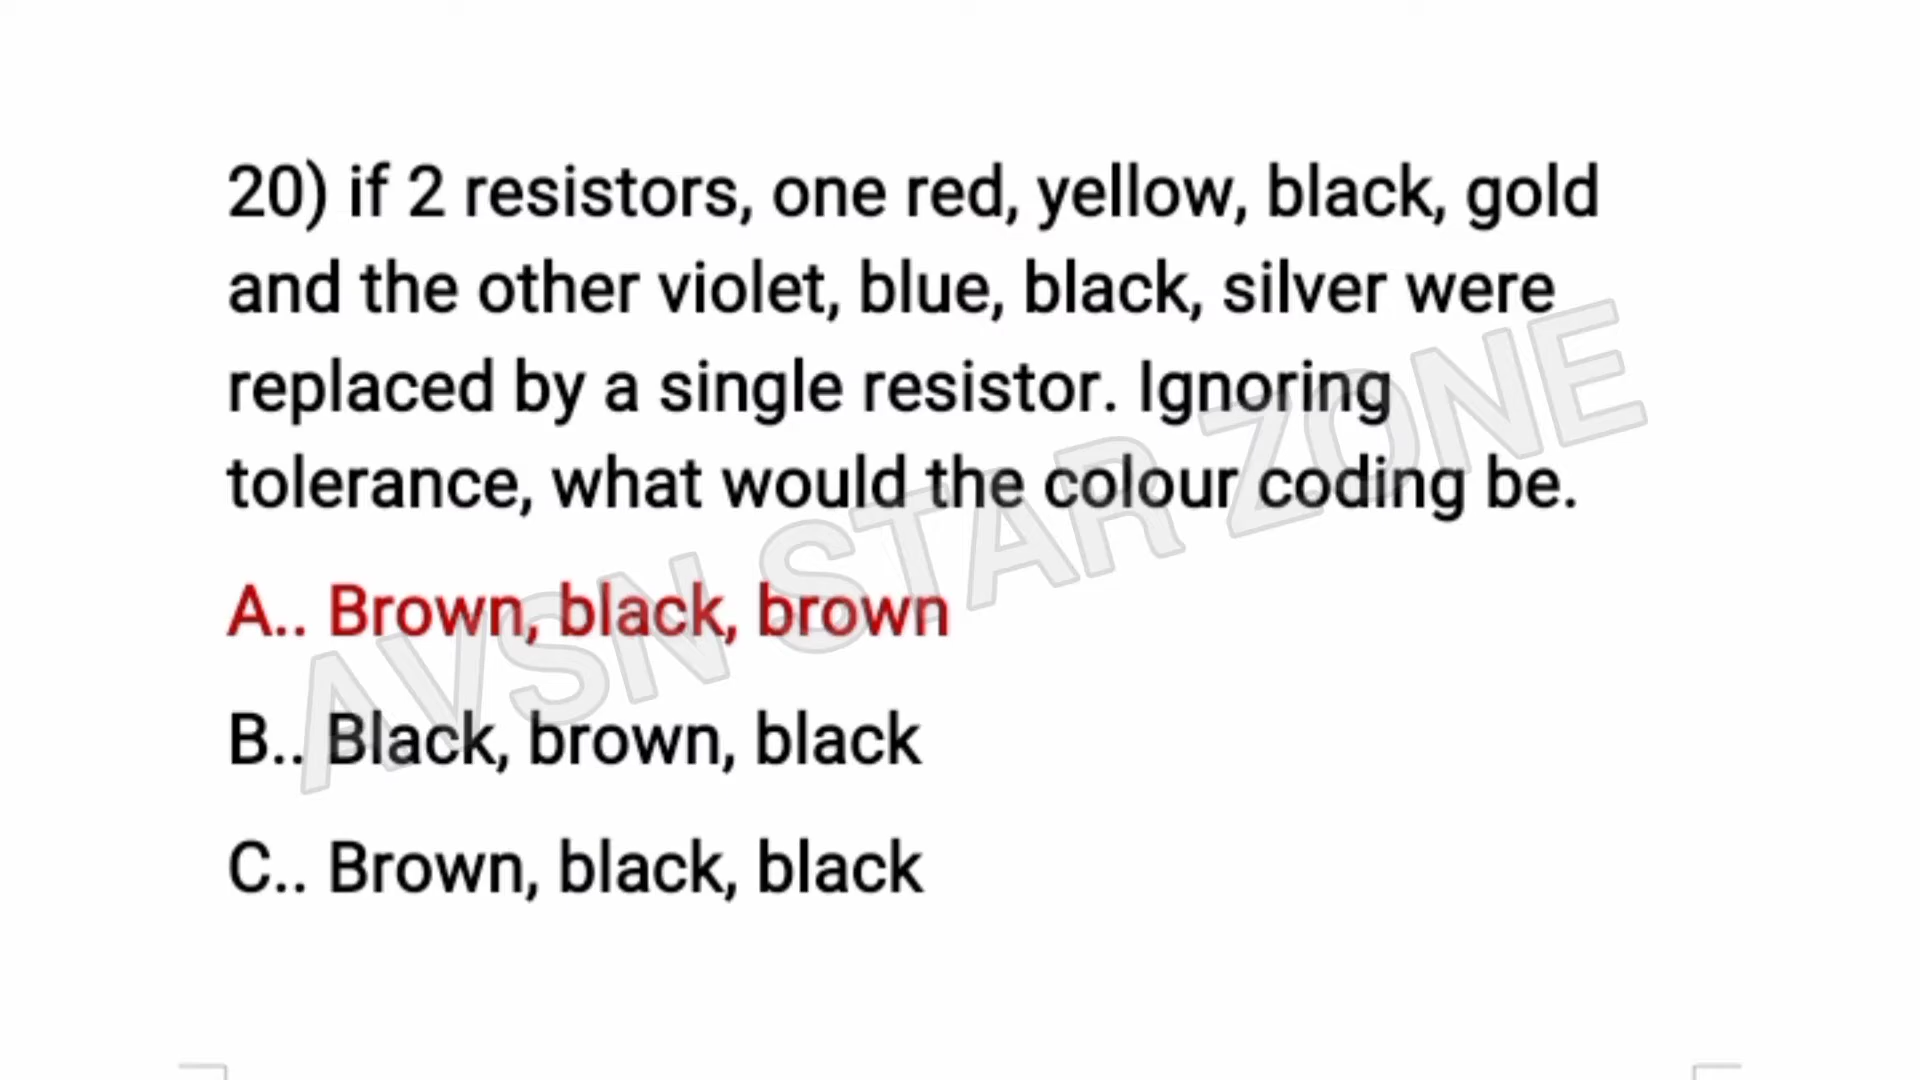 20) if 2 resistors, one red, yellow, black, gold
and the other violet, blue, black, silver were
replaced by a single resistor. Ignoring
tolerance, what would the colour coding be.
A.. Brown, black, brown
B.. Black, brown, black
C.. Brown, black, black
AVSN STAR ZONE